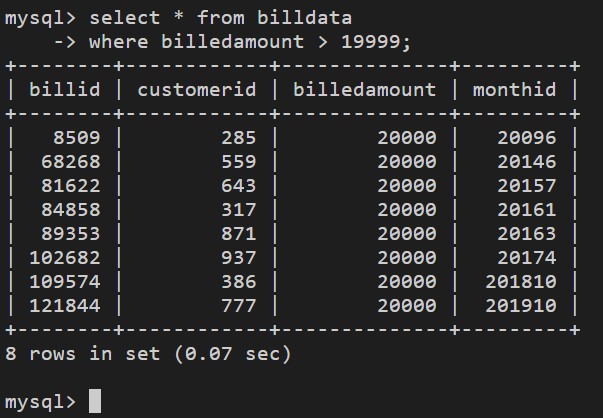 mysql> select * from billdata
    -> where billedamount > 19999;
+--------+------------+--------------+---------+
| billid | customerid | billedamount | monthid |
+--------+------------+--------------+---------+
|   8509 |        285 |        20000 |   20096 |
|  68268 |        559 |        20000 |   20146 |
|  81622 |        643 |        20000 |   20157 |
|  84858 |        317 |        20000 |   20161 |
|  89353 |        871 |        20000 |   20163 |
| 102682 |        937 |        20000 |   20174 |
| 109574 |        386 |        20000 |  201810 |
| 121844 |        777 |        20000 |  201910 |
+--------+------------+--------------+---------+
8 rows in set (0.07 sec)
mysql>